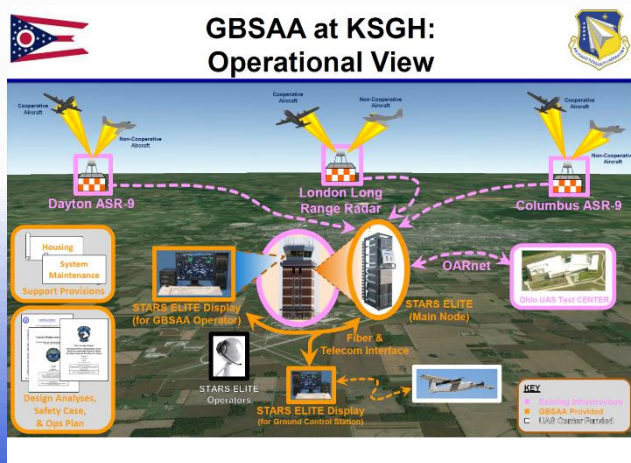 GBSAA at KSGH:
Operational View
Cooperative
Aircraft
Non-Cooperative
Aircraft
Cooperative
Aircraft
Non-Cooperative
Aircraft
Cooperative
Aircraft
Non-Cooperative
Aircraft
Dayton ASR-9
London Long
Range Radar
Columbus ASR-9
Housing
System
Maintenance
Support Provisions
STARS ELITE Display
(for GBSAA Operator)
STARS ELITE
(Main Node)
OARnet
Ohio UAS Test CENTER
Fiber &
Telecom Interface
Design Analyses,
Safety Case,
& Ops Plan
STARS ELITE
Operators
STARS ELITE Display
(for Ground Control Station)
KEY
Existing Infrastructure
GBSAA Provided
UAS Center Funded